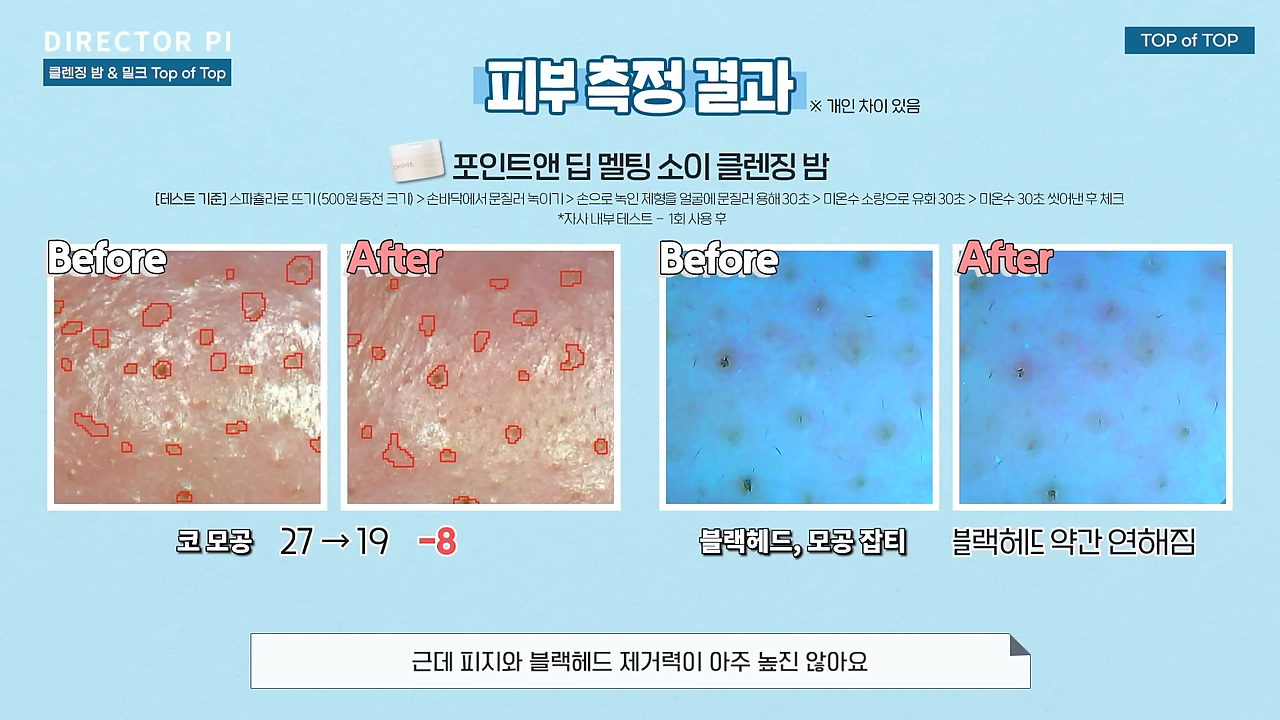 DIRECTOR PI
클렌징 밤 & 밀크 Top of Top
TOP of TOP
피부 측정 결과
※ 개인 차이 있음
포인트앤 딥 멜팅 소이 클렌징 밤
[테스트 기준] 스파츌라로 뜨기 (500원 동전 크기) > 손바닥에서 문질러 녹이기 > 손으로 녹인 제형을 얼굴에 문질러 용해 30초 > 미온수 소량으로 유화 30초 > 미온수 30초 씻어낸 후 체크
*자사 내부 테스트 - 1회 사용 후
Before
After
Before
After
코 모공 27 → 19 -8
블랙헤드, 모공 잡티 블랙헤드 약간 연해짐
근데 피지와 블랙헤드 제거력이 아주 높진 않아요